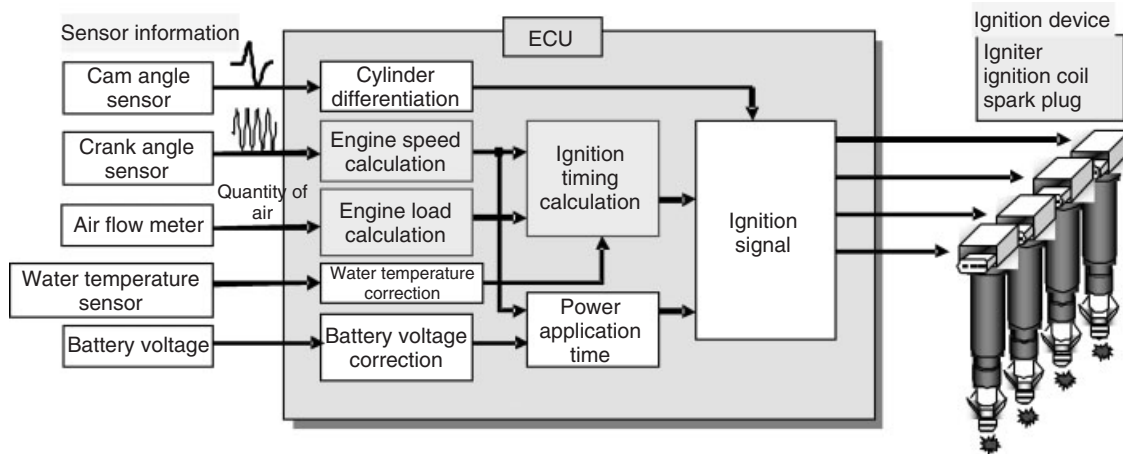 Sensor information
Cam angle
sensor
Crank angle
sensor
Quantity of
air
Air flow meter
Water temperature
sensor
Battery voltage
ECU
Cylinder
differentiation
Engine speed
calculation
Engine load
calculation
Water temperature
correction
Battery voltage
correction
Ignition
timing
calculation
Power
application
time
Ignition
signal
Ignition device
Igniter
ignition coil
spark plug